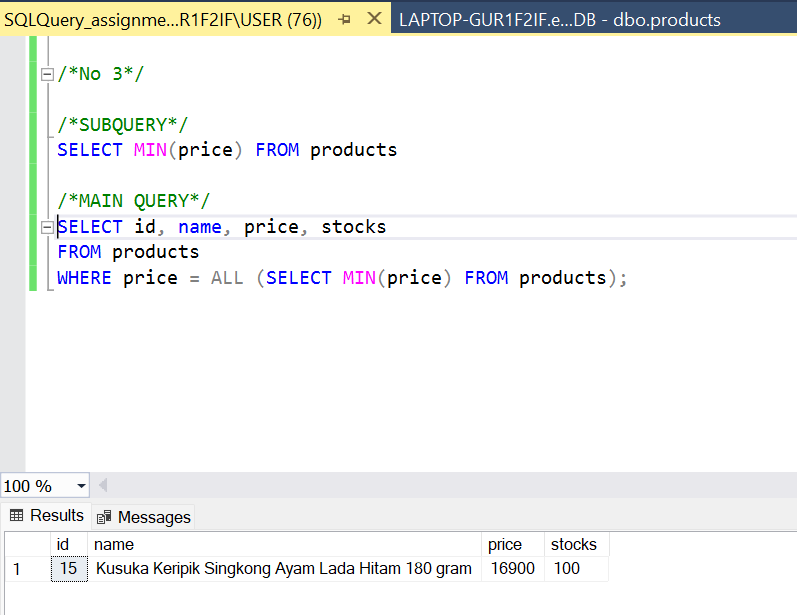 SQLQuery_assignme...R1F2IF\USER (76)) LAPTOP-GUR1F2IF.e...DB - dbo.products
/*No 3*/
/*SUBQUERY*/
SELECT MIN(price) FROM products
/*MAIN QUERY*/
SELECT id, name, price, stocks
FROM products
WHERE price = ALL (SELECT MIN(price) FROM products);
100 %
Results Messages
id name price stocks
1 15 Kusuka Keripik Singkong Ayam Lada Hitam 180 gram 16900 100